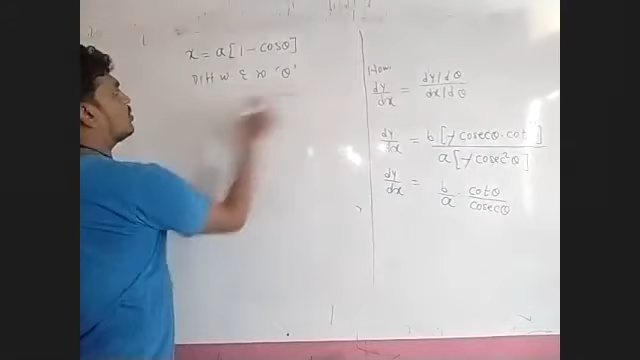 x = a[1 - cosθ]
Diff w. r. to 'θ'
Now
dy/dx = dy/dθ / dx/dθ
dy/dx = b[-cosecθ·cotθ] / a[-cosec²θ]
dy/dx = b/a · cotθ/cosecθ